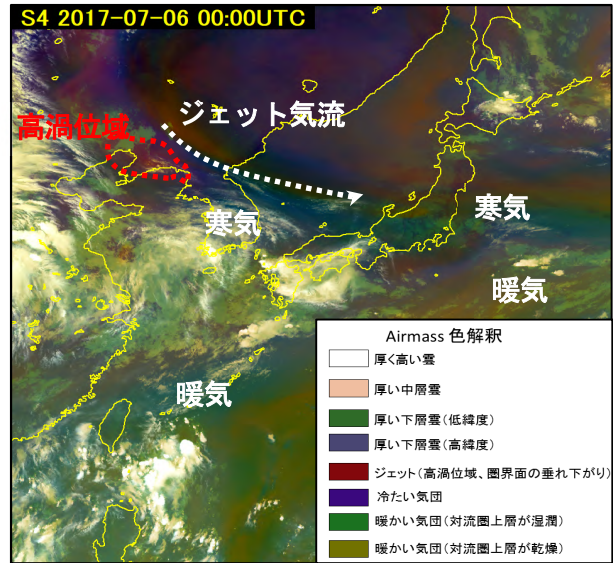 S4 2017-07-06 00:00UTC
ジェット気流
高渦位域
寒気
寒気
暖気
暖気
Airmass 色解釈
厚く高い雲
厚い中層雲
厚い下層雲(低緯度)
厚い下層雲(高緯度)
ジェット(高渦位域、圏界面の垂れ下がり)
冷たい気団
暖かい気団(対流圏上層が湿潤)
暖かい気団(対流圏上層が乾燥)